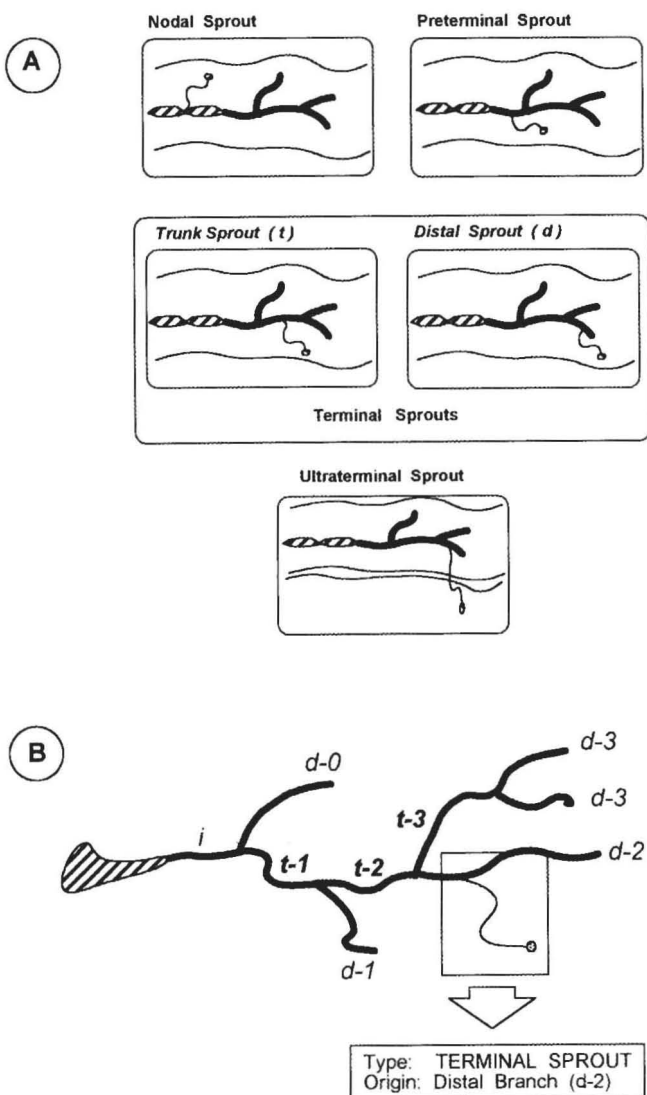 A
Nodal Sprout
Preterminal Sprout
Trunk Sprout ( t )
Distal Sprout ( d )
Terminal Sprouts
Ultraterminal Sprout
B
i
d-0
t-1
t-2
t-3
d-1
d-3
d-3
d-2
Type: TERMINAL SPROUT
Origin: Distal Branch (d-2)